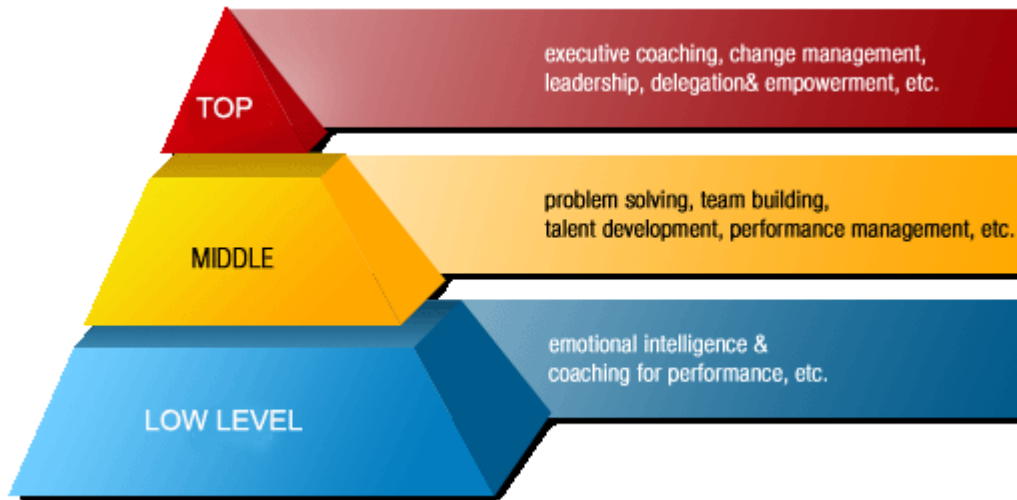 TOP
executive coaching, change management,
leadership, delegation& empowerment, etc.
MIDDLE
problem solving, team building,
talent development, performance management, etc.
LOW LEVEL
emotional intelligence &
coaching for performance, etc.